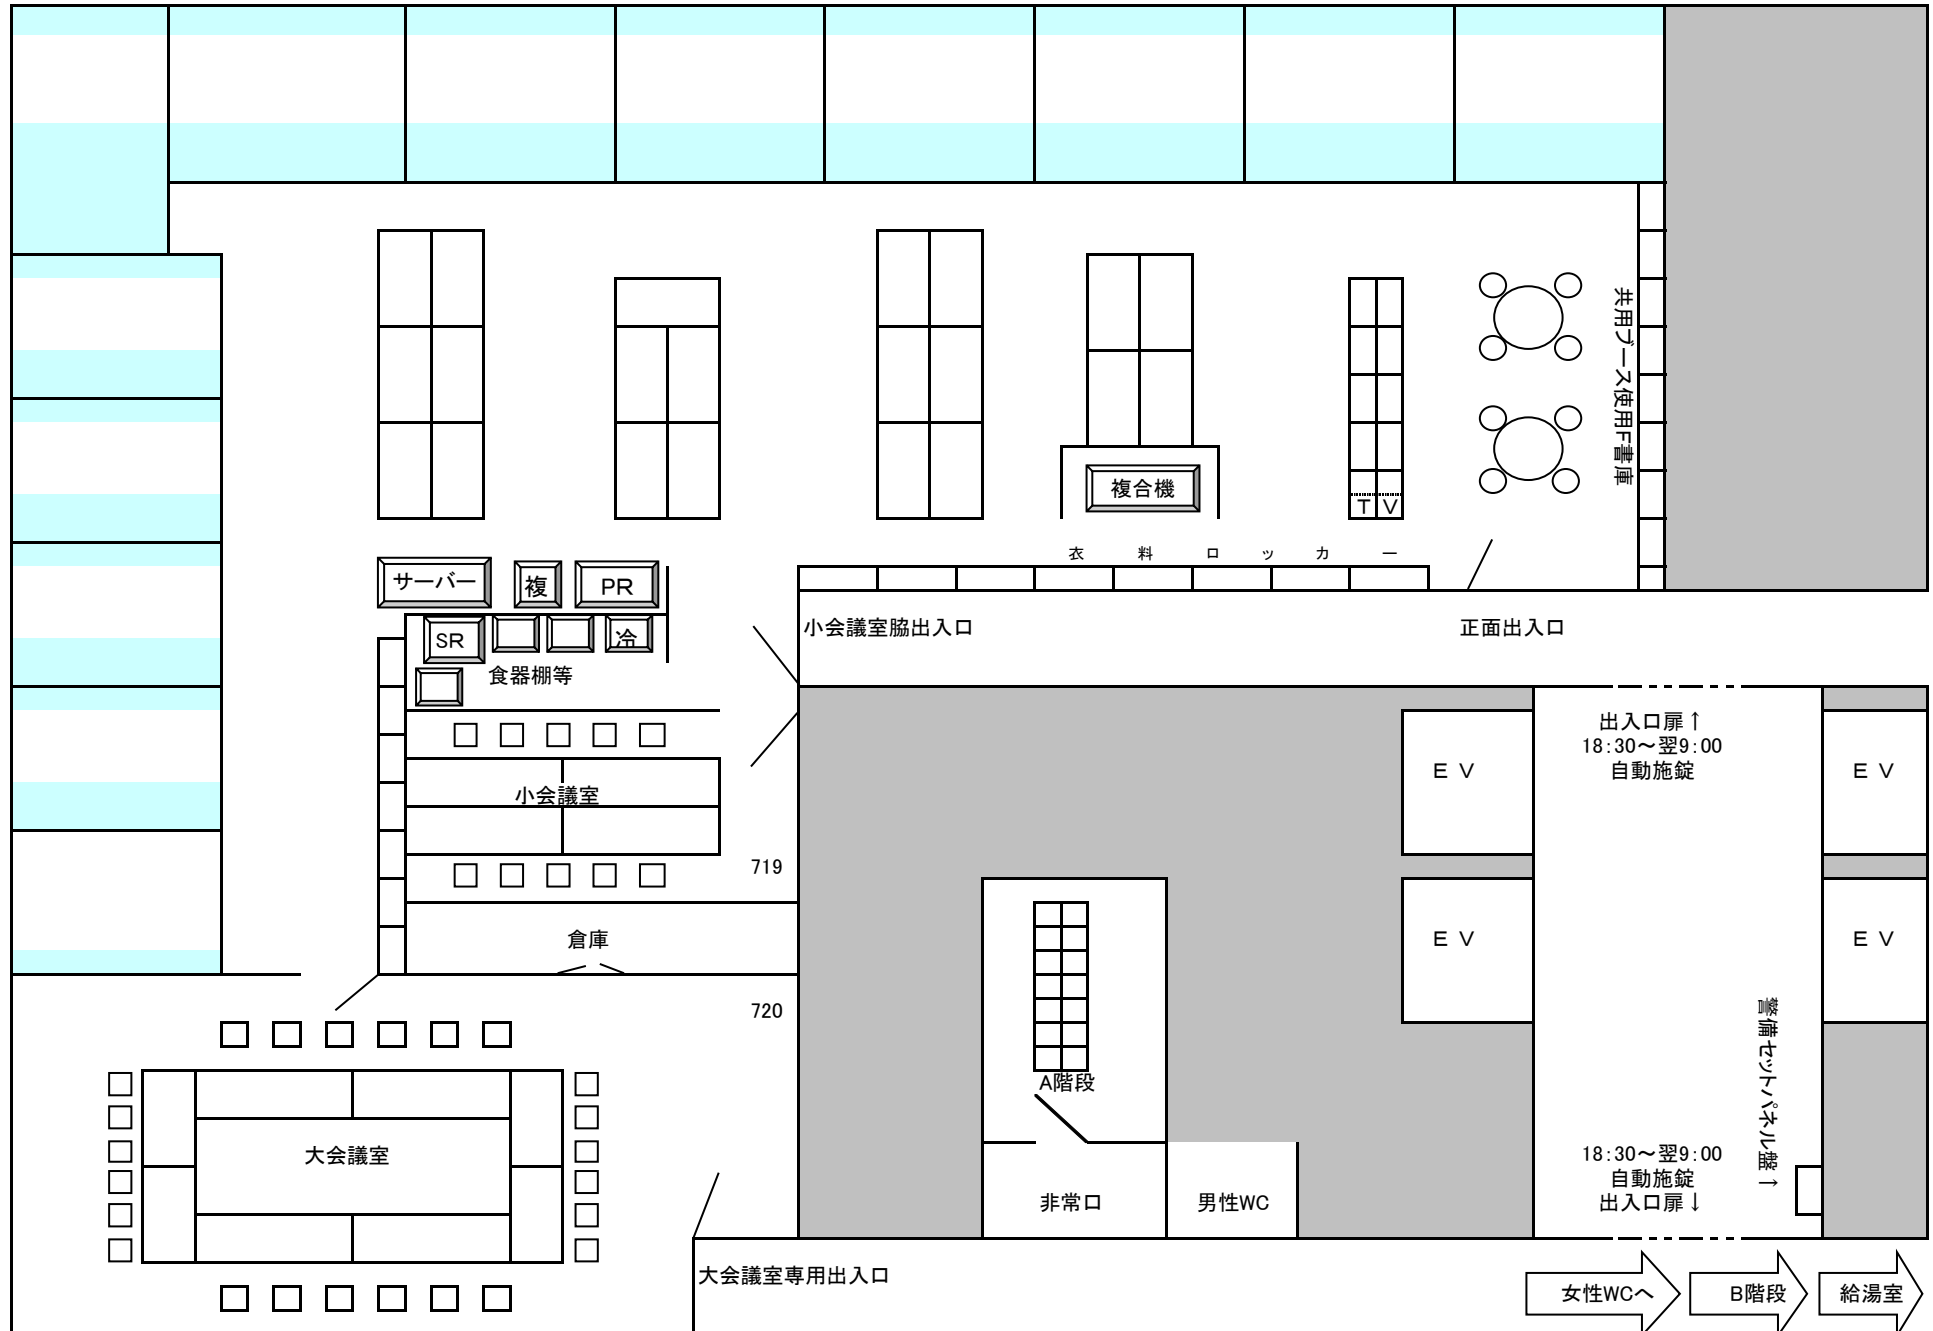 共用ブース使用F書庫
複合機
T V
衣 料 ロ ッ カ ー
サーバー
複
PR
SR
冷
食器棚等
小会議室脇出入口
正面出入口
出入口扉↑
18:30～翌9:00
自動施錠
ＥＶ
ＥＶ
小会議室
719
倉庫
ＥＶ
ＥＶ
720
警備セットパネル盤→
A階段
大会議室
18:30～翌9:00
自動施錠
出入口扉↓
非常口
男性WC
大会議室専用出入口
女性WCへ
B階段
給湯室